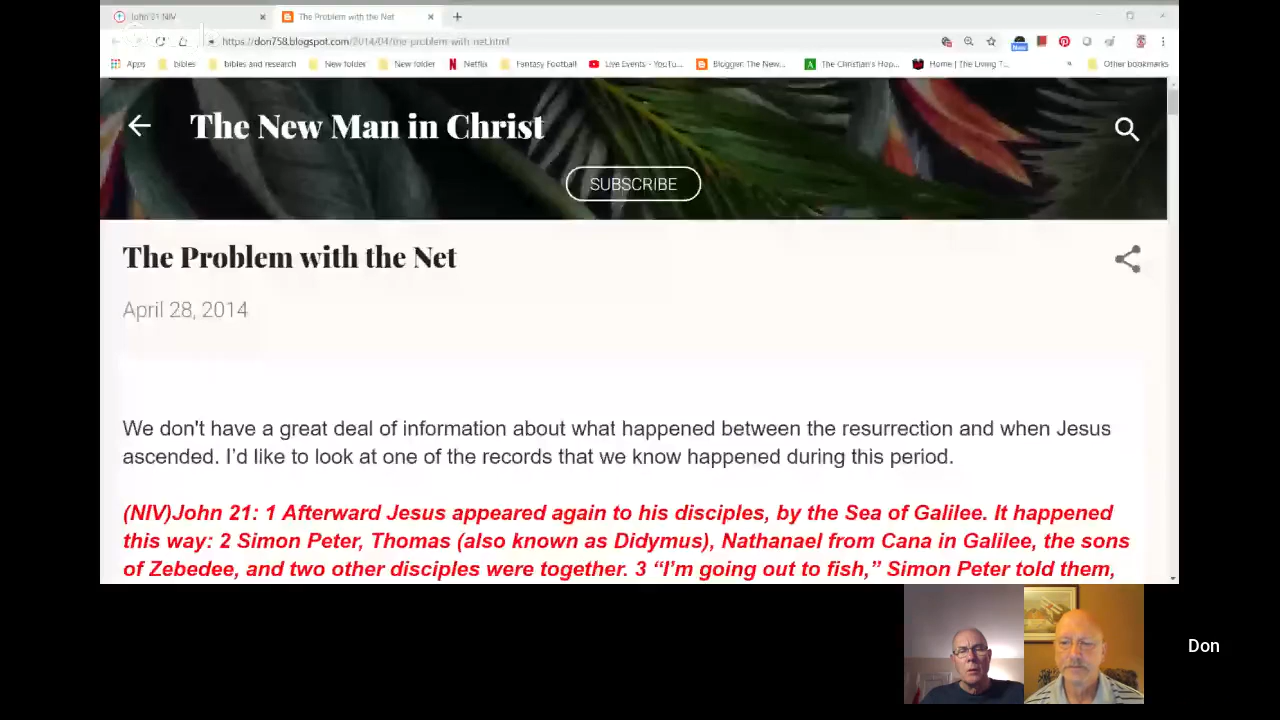 John 21 NIV
The Problem with the Net
https://don758.blogspot.com/2014/04/the-problem-with-net.html
New
Apps
bibles
bibles and research
New folder
New folder
Netflix
Fantasy Football
Live Events - YouTu...
Blogger: The New...
The Christian's Hop...
Home | The Living T...
Other bookmarks
The New Man in Christ
SUBSCRIBE
The Problem with the Net
April 28, 2014
We don't have a great deal of information about what happened between the resurrection and when Jesus
ascended. I’d like to look at one of the records that we know happened during this period.
(NIV)John 21: 1 Afterward Jesus appeared again to his disciples, by the Sea of Galilee. It happened
this way: 2 Simon Peter, Thomas (also known as Didymus), Nathanael from Cana in Galilee, the sons
of Zebedee, and two other disciples were together. 3 “I’m going out to fish,” Simon Peter told them,
Don